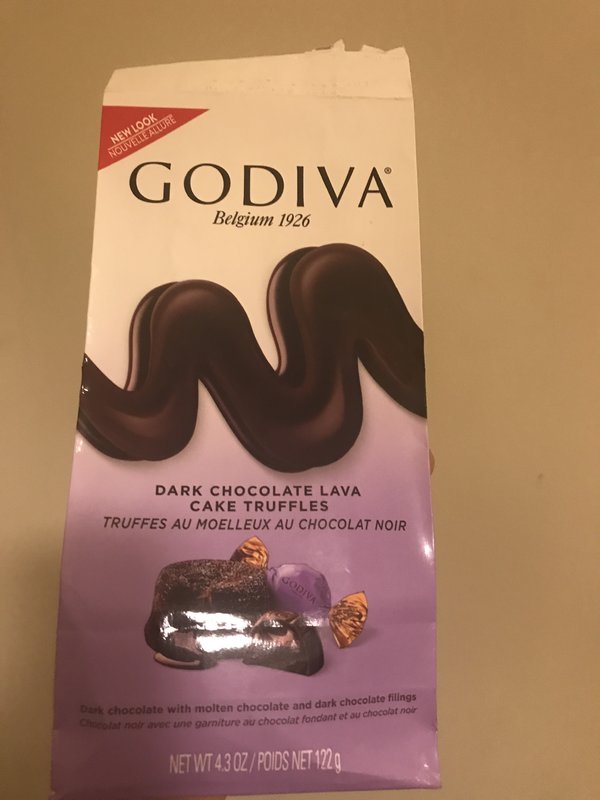 NEW LOOK
NOUVELLE ALLURE
GODIVA®
Belgium 1926
DARK CHOCOLATE LAVA
CAKE TRUFFLES
TRUFFES AU MOELLEUX AU CHOCOLAT NOIR
GODIVA
Dark chocolate with molten chocolate and dark chocolate fillings
Chocolat noir avec une garniture au chocolat fondant et au chocolat noir
NET WT 4.3 OZ / POIDS NET 122 g